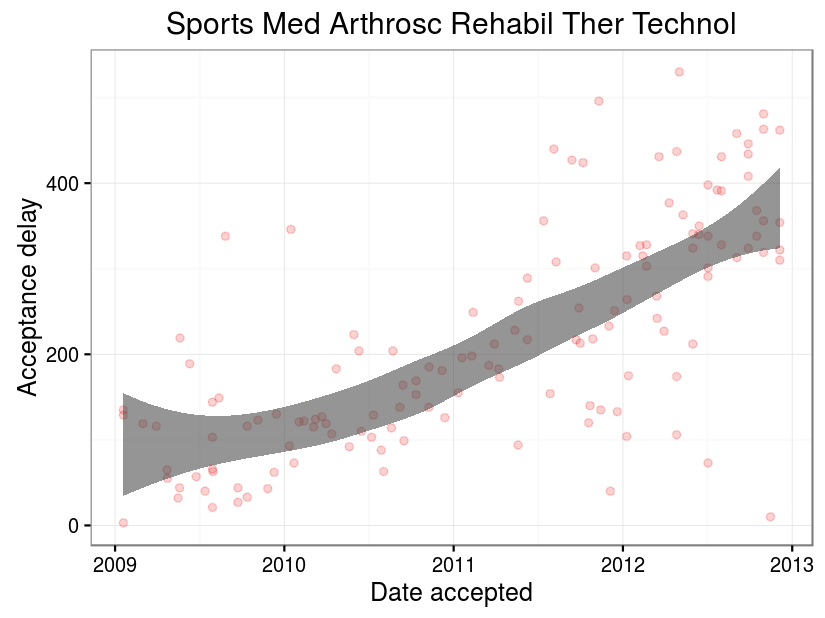 Sports Med Arthrosc Rehabil Ther Technol
Acceptance delay
400
200
0
2009 2010 2011 2012 2013
Date accepted